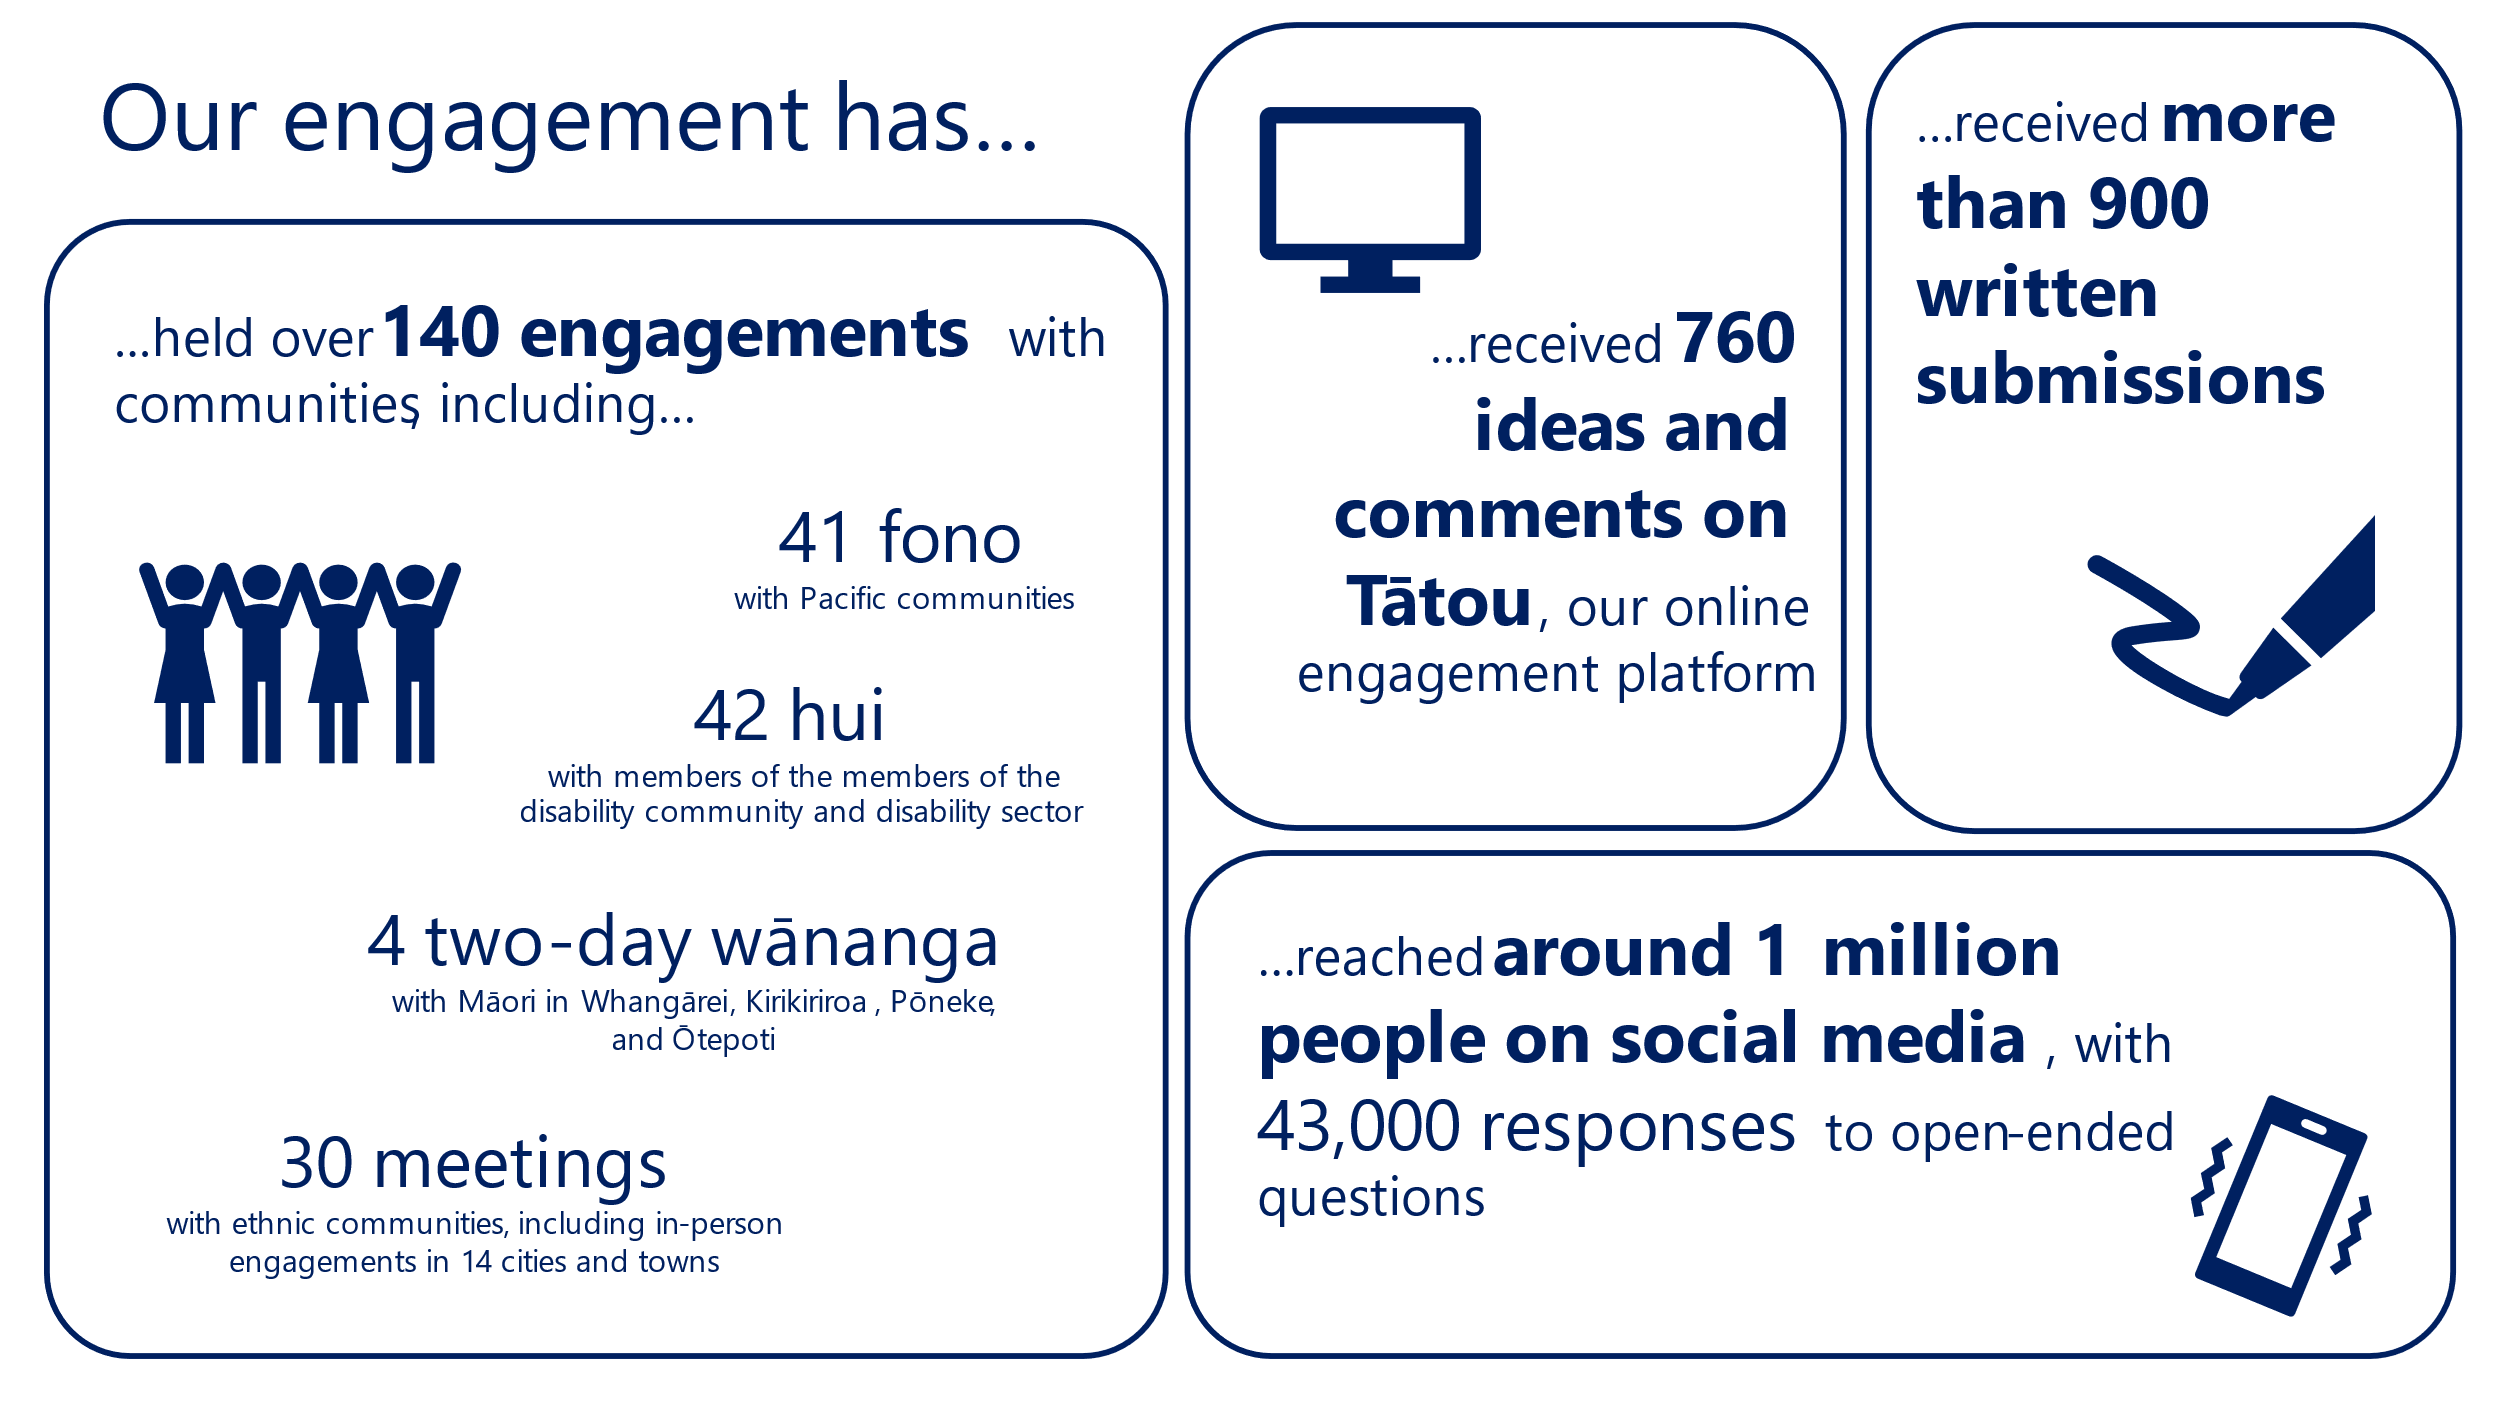 Our engagement has...
...held over 140 engagements with
communities, including...
41 fono
with Pacific communities
42 hui
with members of the members of the
disability community and disability sector
4 two-day wānanga
with Māori in Whangārei, Kirikiriroa , Pōneke,
and Ōtepoti
30 meetings
with ethnic communities, including in-person
engagements in 14 cities and towns
...received 760
ideas and
comments on
Tātou, our online
engagement platform
...received more
than 900
written
submissions
...reached around 1 million
people on social media , with
43,000 responses to open-ended
questions